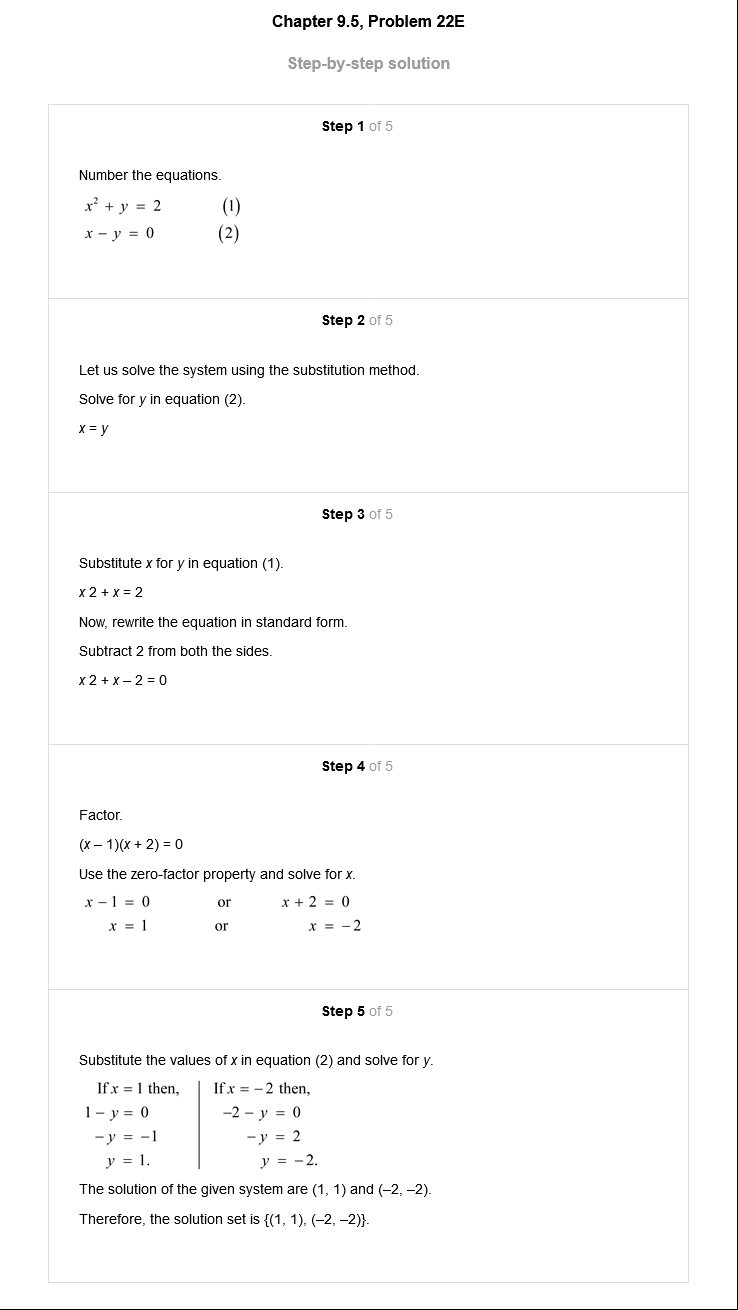 Chapter 9.5, Problem 22E
Step-by-step solution
Step 1 of 5
Number the equations.
x² + y = 2 (1)
x − y = 0 (2)
Step 2 of 5
Let us solve the system using the substitution method.
Solve for y in equation (2).
x = y
Step 3 of 5
Substitute x for y in equation (1).
x 2 + x = 2
Now, rewrite the equation in standard form.
Subtract 2 from both the sides.
x 2 + x – 2 = 0
Step 4 of 5
Factor.
(x – 1)(x + 2) = 0
Use the zero-factor property and solve for x.
x − 1 = 0 or x + 2 = 0
x = 1 or x = −2
Step 5 of 5
Substitute the values of x in equation (2) and solve for y.
If x = 1 then, If x = −2 then,
1 − y = 0 -2 − y = 0
− y = −1 − y = 2
y = 1. y = −2.
The solution of the given system are (1, 1) and (–2, –2).
Therefore, the solution set is {(1, 1), (–2, –2)}.